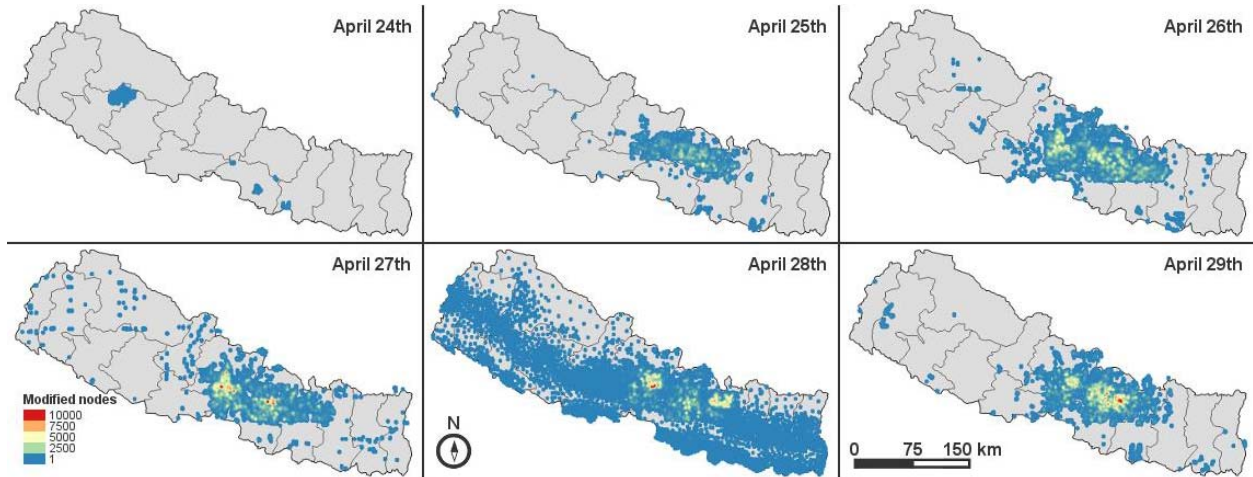 April 24th
April 25th
April 26th
April 27th
April 28th
April 29th
Modified nodes
10000
7500
5000
2500
1
N
0 75 150 km